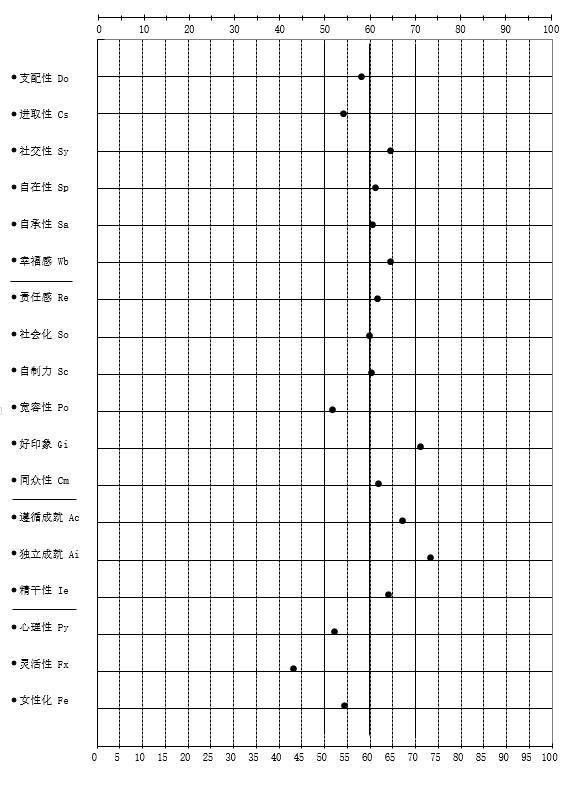 0 10 20 30 40 50 60 70 80 90 100
● 支配性 Do
● 进取性 Cs
● 社交性 Sy
● 自在性 Sp
● 自承性 Sa
● 幸福感 Wb
● 责任感 Re
● 社会化 So
● 自制力 Sc
● 宽容性 Po
● 好印象 Gi
● 同众性 Cm
● 遵循成就 Ac
● 独立成就 Ai
● 精干性 Ie
● 心理性 Py
● 灵活性 Fx
● 女性化 Fe
0 5 10 15 20 25 30 35 40 45 50 55 60 65 70 75 80 85 90 95 100